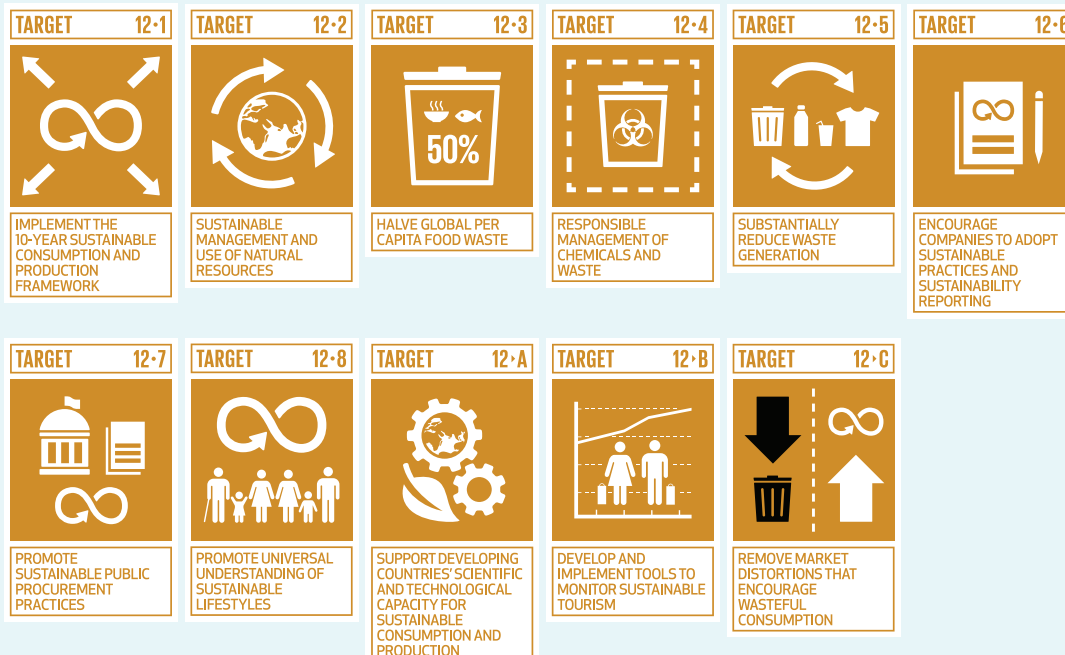 TARGET 12·1
IMPLEMENT THE
10-YEAR SUSTAINABLE
CONSUMPTION AND
PRODUCTION
FRAMEWORK
TARGET 12·2
SUSTAINABLE
MANAGEMENT AND
USE OF NATURAL
RESOURCES
TARGET 12·3
50%
HALVE GLOBAL PER
CAPITA FOOD WASTE
TARGET 12·4
RESPONSIBLE
MANAGEMENT OF
CHEMICALS AND
WASTE
TARGET 12·5
SUBSTANTIALLY
REDUCE WASTE
GENERATION
TARGET 12·6
ENCOURAGE
COMPANIES TO ADOPT
SUSTAINABLE
PRACTICES AND
SUSTAINABILITY
REPORTING
TARGET 12·7
PROMOTE
SUSTAINABLE PUBLIC
PROCUREMENT
PRACTICES
TARGET 12·8
PROMOTE UNIVERSAL
UNDERSTANDING OF
SUSTAINABLE
LIFESTYLES
TARGET 12·A
SUPPORT DEVELOPING
COUNTRIES' SCIENTIFIC
AND TECHNOLOGICAL
CAPACITY FOR
SUSTAINABLE
CONSUMPTION AND
PRODUCTION
TARGET 12·B
DEVELOP AND
IMPLEMENT TOOLS TO
MONITOR SUSTAINABLE
TOURISM
TARGET 12·C
REMOVE MARKET
DISTORTIONS THAT
ENCOURAGE
WASTEFUL
CONSUMPTION